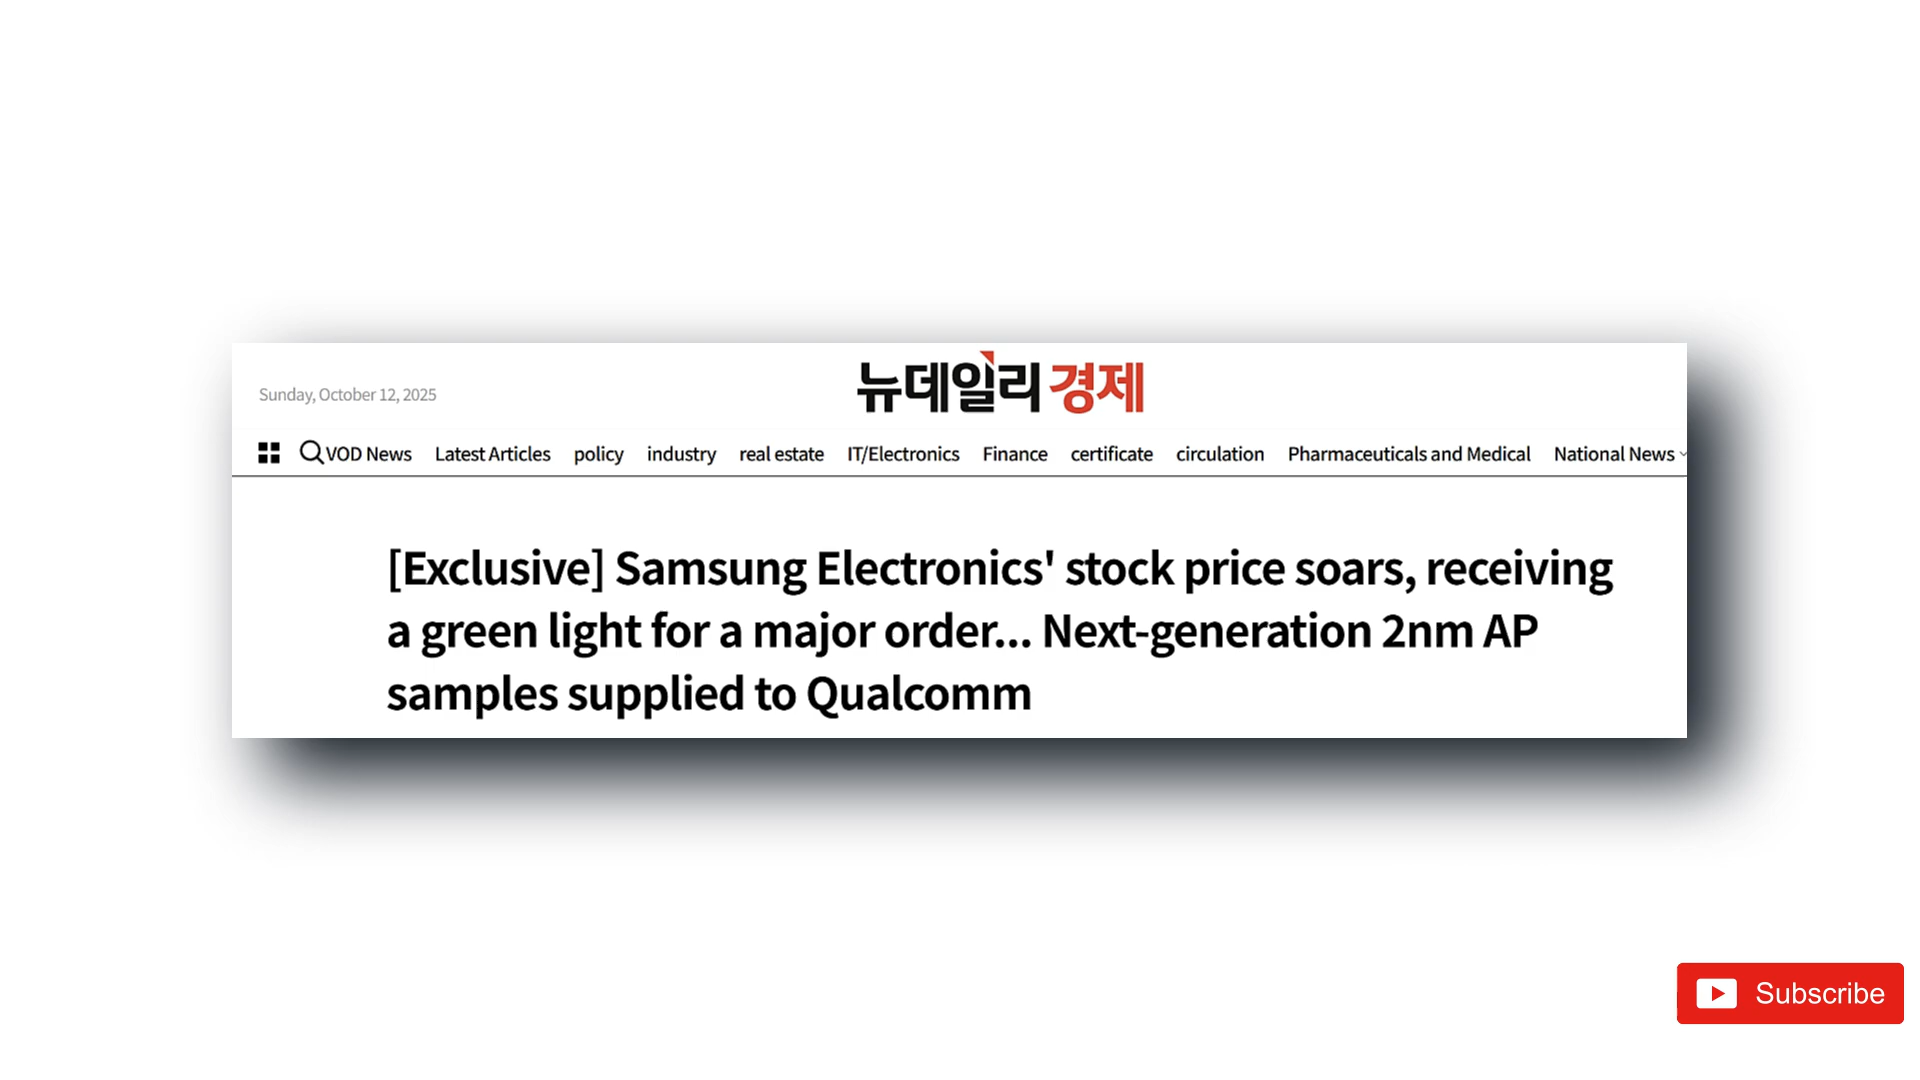 뉴데일리 경제
Sunday, October 12, 2025
VOD News Latest Articles policy industry real estate IT/Electronics Finance certificate circulation Pharmaceuticals and Medical National News
[Exclusive] Samsung Electronics' stock price soars, receiving
a green light for a major order... Next-generation 2nm AP
samples supplied to Qualcomm
Subscribe